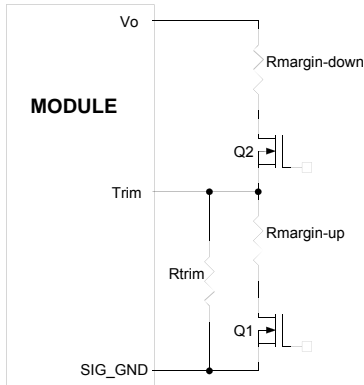 Vo
Rmargin-down
MODULE
Q2
Trim
Rmargin-up
Rtrim
Q1
SIG_GND